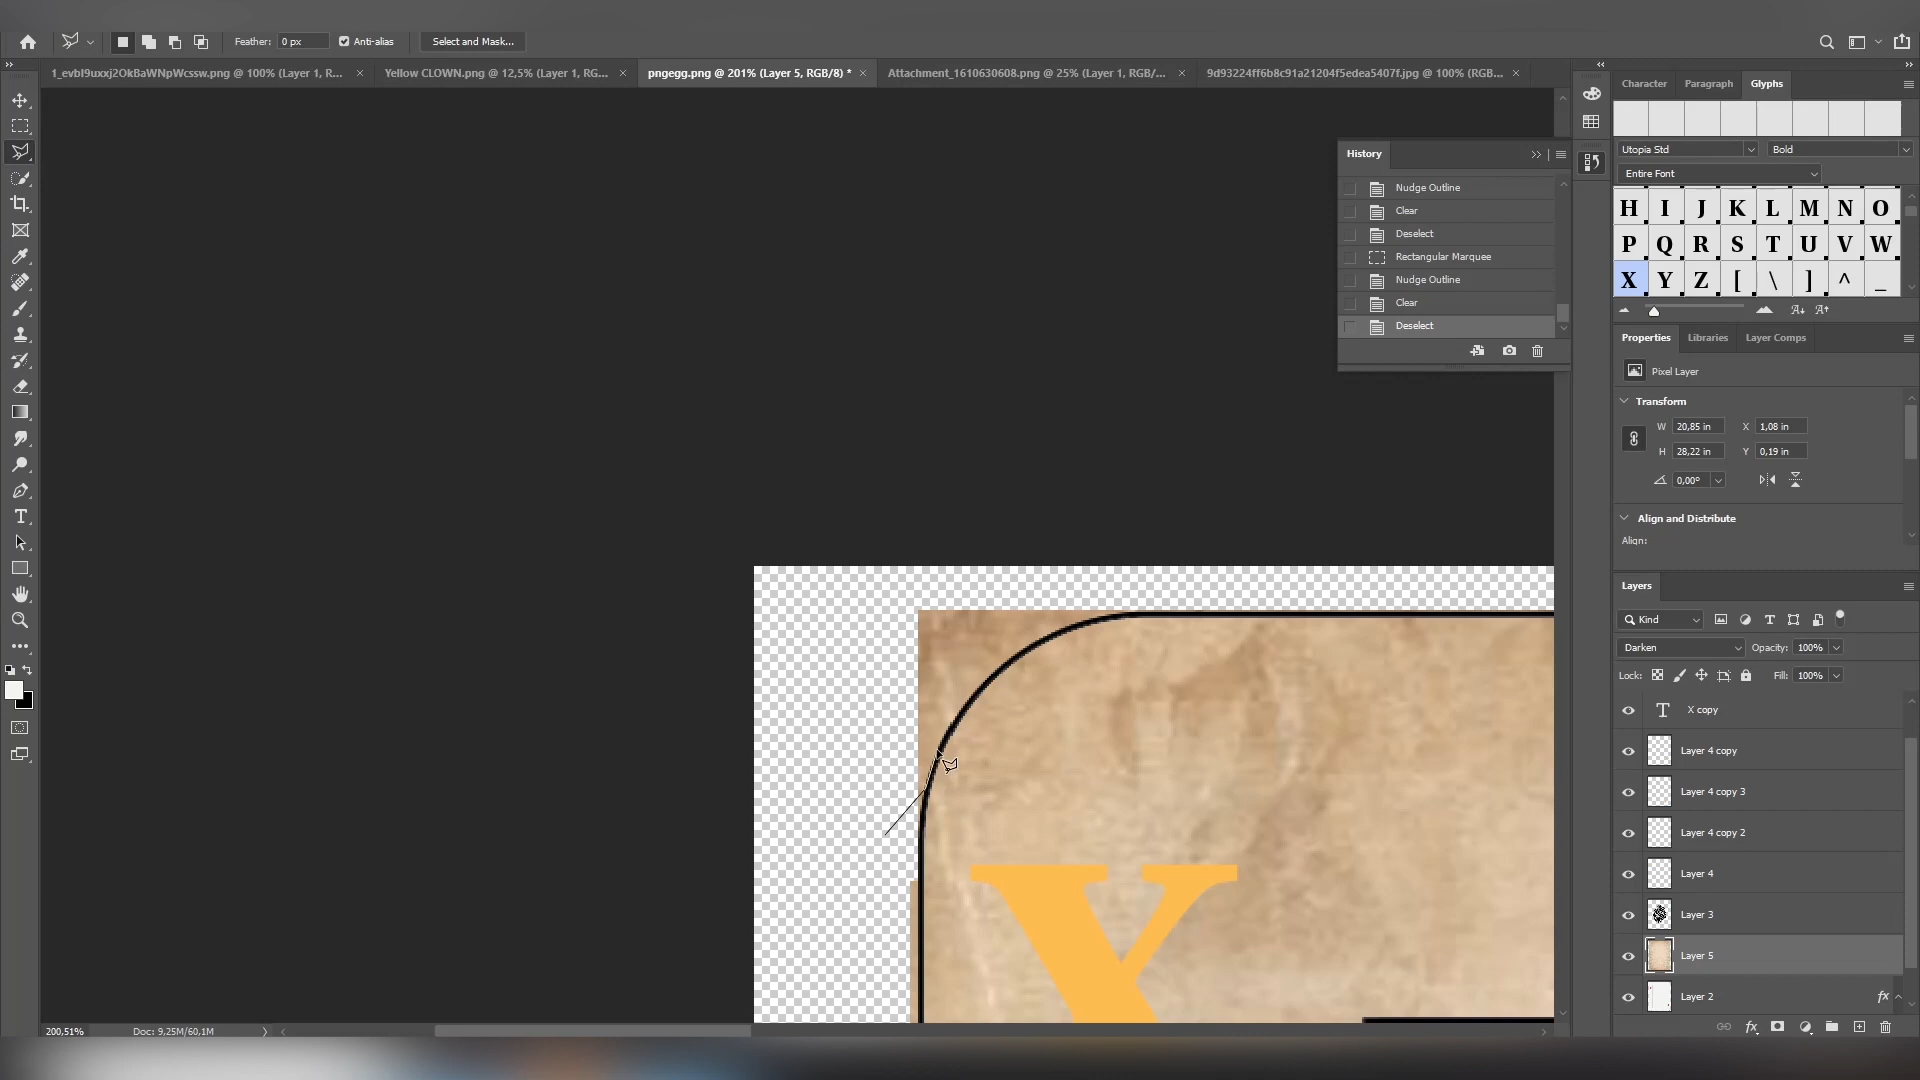 Feather: 0 px Anti-alias Select and Mask...
1_evbI9uxxj2OkBaWNpWcssw.png @ 100% (Layer 1, R... × Yellow CLOWN.png @ 12,5% (Layer 1, RG... × pngegg.png @ 201% (Layer 5, RGB/8) * × Attachment_1610630608.png @ 25% (Layer 1, RGB/... × 9d93224ff6b8c91a21204f5edea5407f.jpg @ 100% (RGB... ×
Character Paragraph Glyphs
Utopia Std Bold
Entire Font
H I J K L M N O
P Q R S T U V W
X Y Z [ \ ] ^ _
History
Nudge Outline
Clear
Deselect
Rectangular Marquee
Nudge Outline
Clear
Deselect
Properties Libraries Layer Comps
Pixel Layer
Transform
W 20,85 in X 1,08 in
H 28,22 in Y 0,19 in
0,00°
Align and Distribute
Align:
Layers
Kind
Darken Opacity: 100%
Lock: Fill: 100%
X copy
Layer 4 copy
Layer 4 copy 3
Layer 4 copy 2
Layer 4
Layer 3
Layer 5
Layer 2 fx
X
200,51% Doc: 9,25M/60,1M